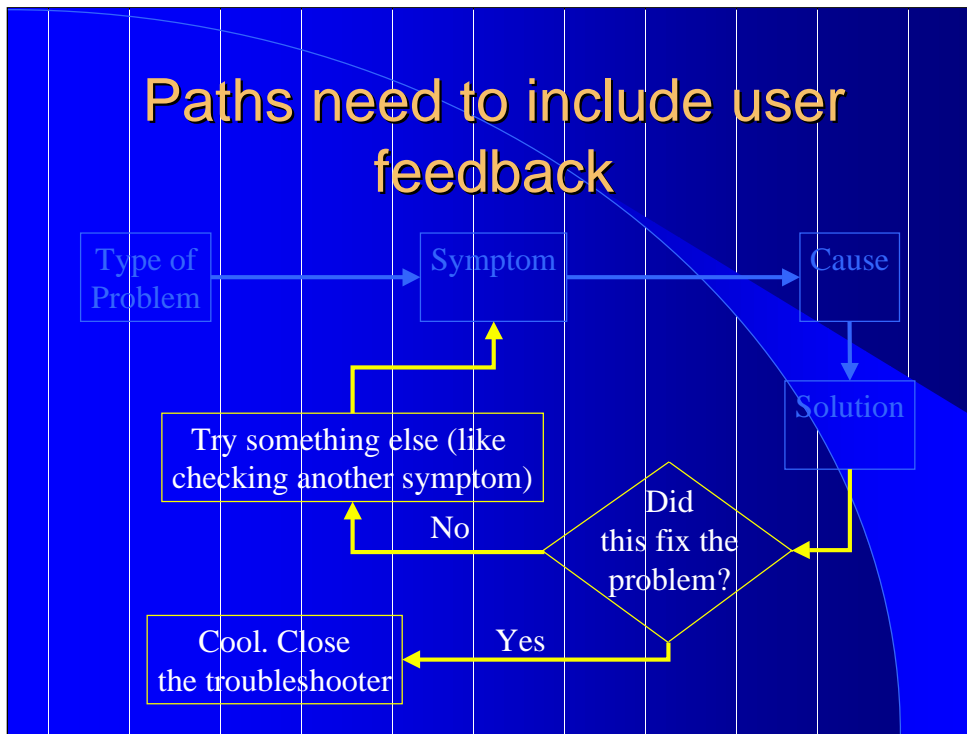 Paths need to include user
feedback
Type of
Problem
Symptom
Cause
Solution
Try something else (like
checking another symptom)
No
Did
this fix the
problem?
Yes
Cool. Close
the troubleshooter